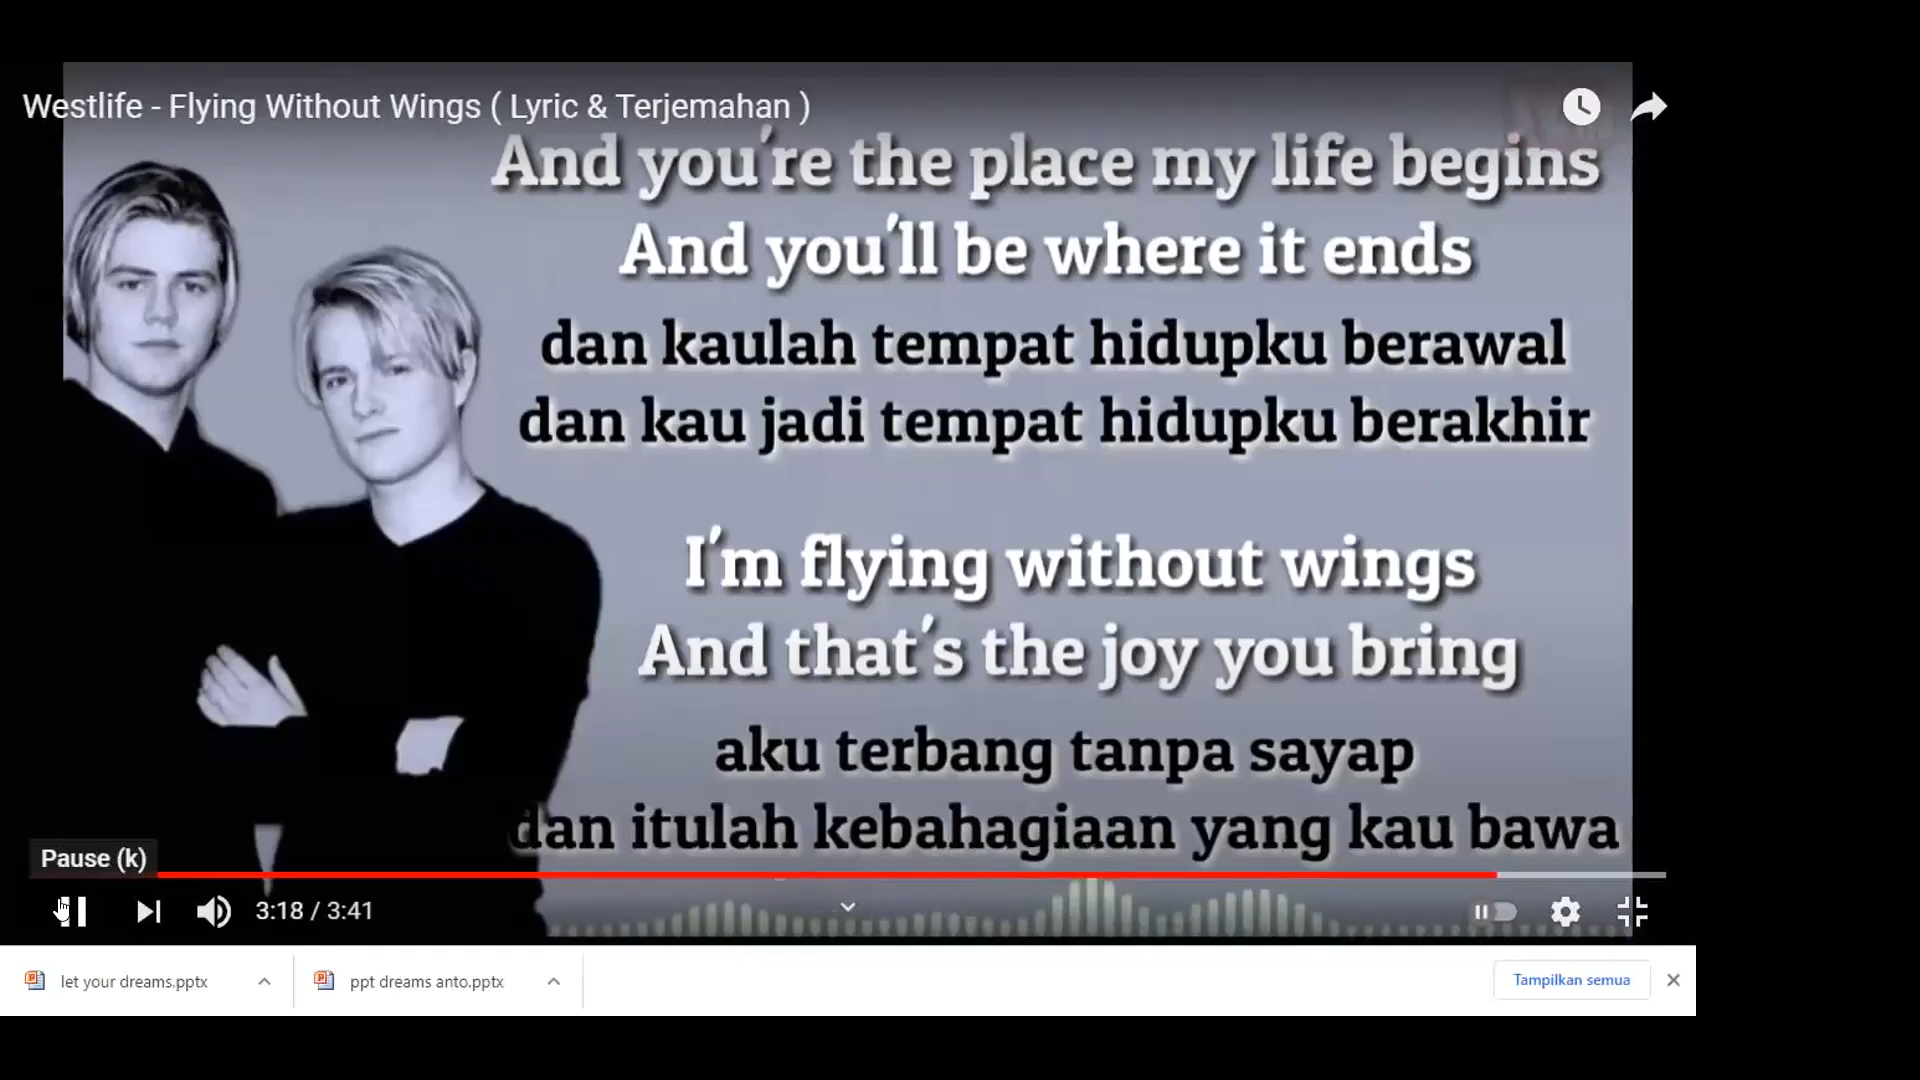 Westlife - Flying Without Wings ( Lyric & Terjemahan )
And you're the place my life begins
And you'll be where it ends
dan kaulah tempat hidupku berawal
dan kau jadi tempat hidupku berakhir
I'm flying without wings
And that's the joy you bring
aku terbang tanpa sayap
dan itulah kebahagiaan yang kau bawa
Pause (k)
3:18 / 3:41
let your dreams.pptx
ppt dreams anto.pptx
Tampilkan semua